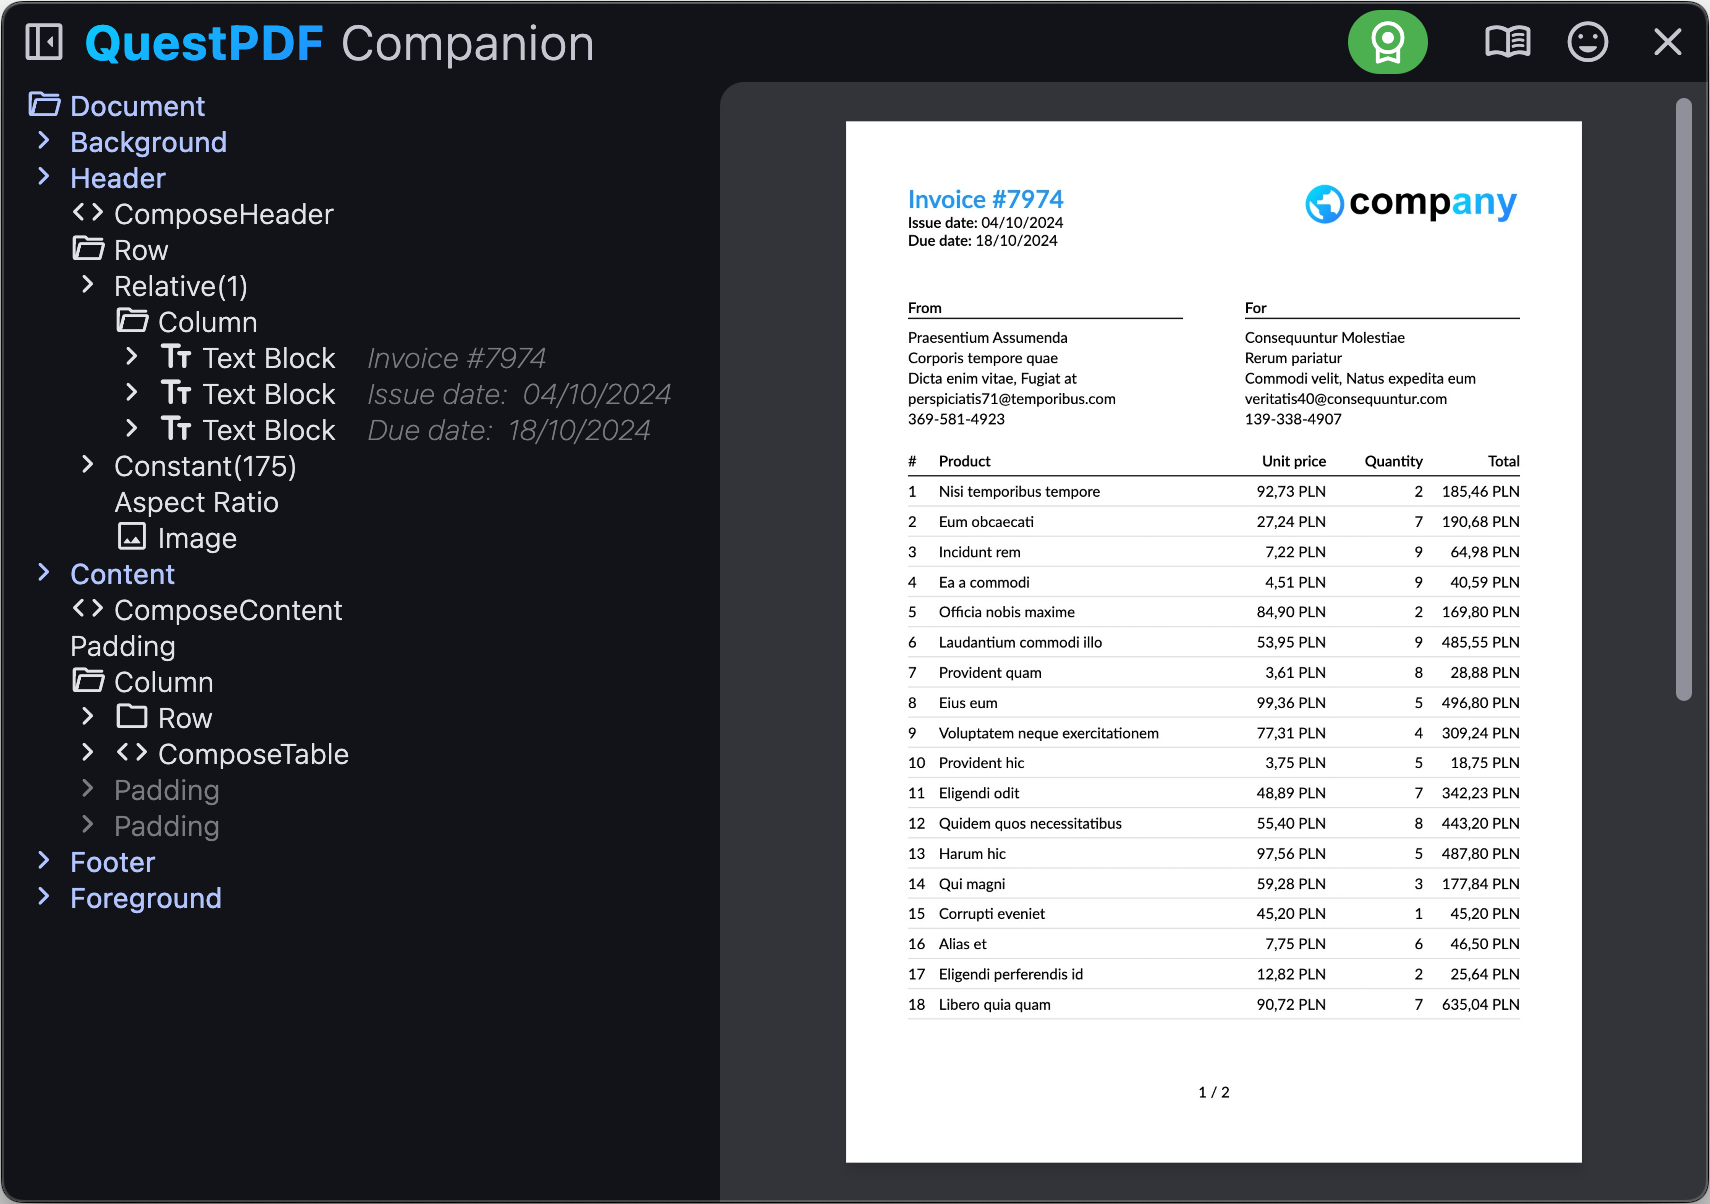 QuestPDF Companion
Document
Background
Header
ComposeHeader
Row
Relative(1)
Column
Text Block Invoice #7974
Text Block Issue date: 04/10/2024
Text Block Due date: 18/10/2024
Constant(175)
Aspect Ratio
Image
Content
ComposeContent
Padding
Column
Row
ComposeTable
Padding
Padding
Footer
Foreground
Invoice #7974
Issue date: 04/10/2024
Due date: 18/10/2024
company
From
Praesentium Assumenda
Corporis tempore quae
Dicta enim vitae, Fugiat at
perspiciatis71@temporibus.com
369-581-4923
For
Consequuntur Molestiae
Rerum pariatur
Commodi velit, Natus expedita eum
veritatis40@consequuntur.com
139-338-4907
# Product Unit price Quantity Total
1 Nisi temporibus tempore 92,73 PLN 2 185,46 PLN
2 Eum obcaecati 27,24 PLN 7 190,68 PLN
3 Incidunt rem 7,22 PLN 9 64,98 PLN
4 Ea a commodi 4,51 PLN 9 40,59 PLN
5 Officia nobis maxime 84,90 PLN 2 169,80 PLN
6 Laudantium commodi illo 53,95 PLN 9 485,55 PLN
7 Provident quam 3,61 PLN 8 28,88 PLN
8 Eius eum 99,36 PLN 5 496,80 PLN
9 Voluptatem neque exercitationem 77,31 PLN 4 309,24 PLN
10 Provident hic 3,75 PLN 5 18,75 PLN
11 Eligendi odit 48,89 PLN 7 342,23 PLN
12 Quidem quos necessitatibus 55,40 PLN 8 443,20 PLN
13 Harum hic 97,56 PLN 5 487,80 PLN
14 Qui magni 59,28 PLN 3 177,84 PLN
15 Corrupti eveniet 45,20 PLN 1 45,20 PLN
16 Alias et 7,75 PLN 6 46,50 PLN
17 Eligendi perferendis id 12,82 PLN 2 25,64 PLN
18 Libero quia quam 90,72 PLN 7 635,04 PLN
1 / 2